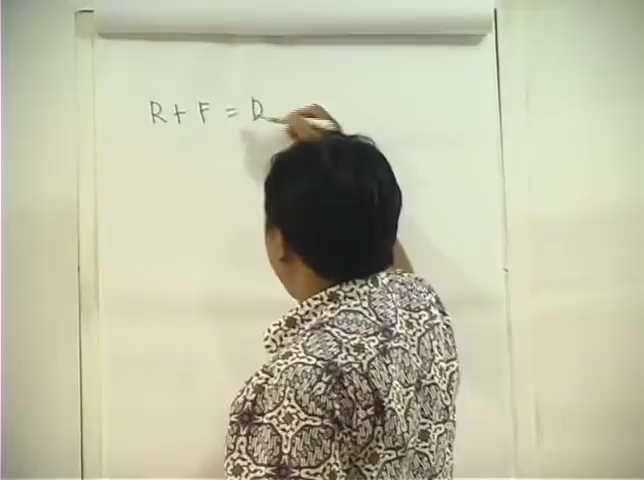 R + F = D